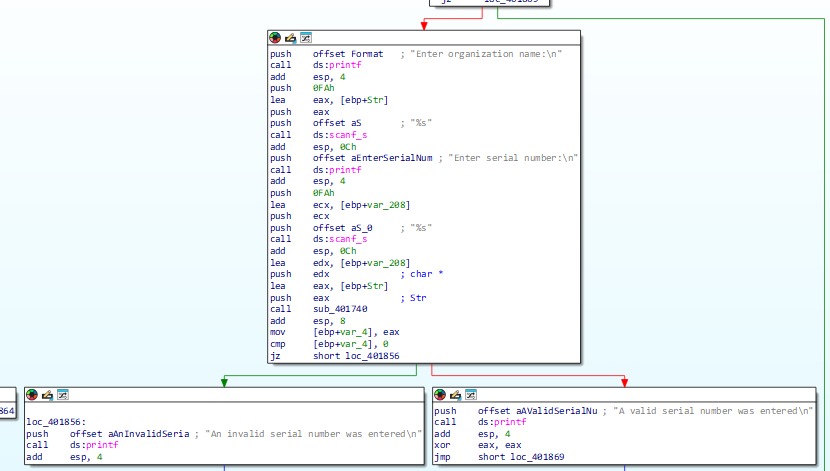 push offset Format ; "Enter organization name:\n"
call ds:printf
add esp, 4
push 0FAh
lea eax, [ebp+Str]
push eax
push offset aS ; "%s"
call ds:scanf_s
add esp, 0Ch
push offset aEnterSerialNum ; "Enter serial number:\n"
call ds:printf
add esp, 4
push 0FAh
lea ecx, [ebp+var_208]
push ecx
push offset aS_0 ; "%s"
call ds:scanf_s
add esp, 0Ch
lea edx, [ebp+var_208]
push edx ; char *
lea eax, [ebp+Str]
push eax ; Str
call sub_401740
add esp, 8
mov [ebp+var_4], eax
cmp [ebp+var_4], 0
jz short loc_401856
864
loc_401856:
push offset aAnInvalidSeria ; "An invalid serial number was entered\n"
call ds:printf
add esp, 4
push offset aAValidSerialNu ; "A valid serial number was entered\n"
call ds:printf
add esp, 4
xor eax, eax
jmp short loc_401869